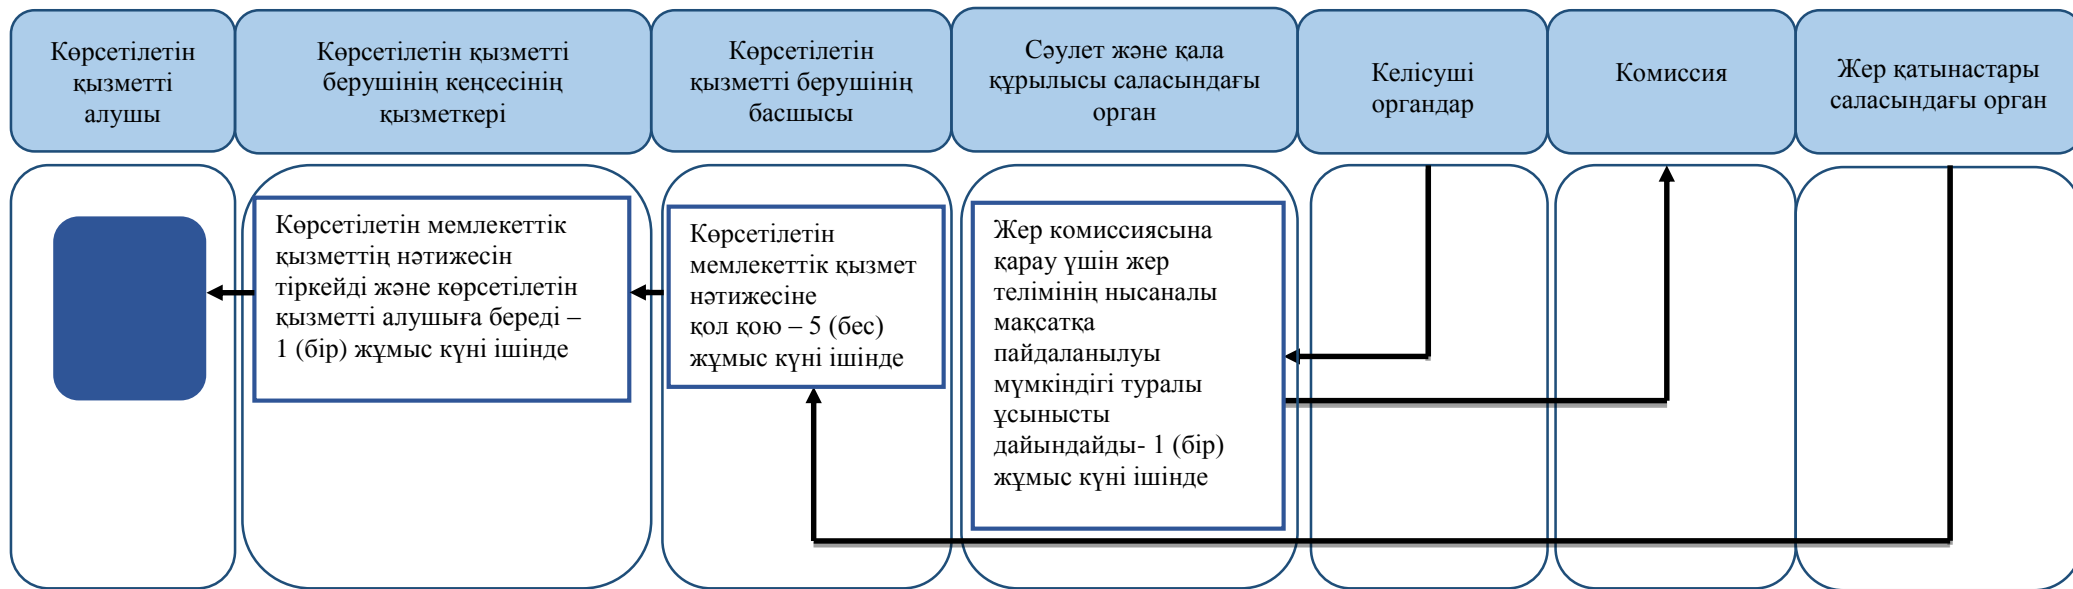 Көрсетілетін
қызметті
алушы
Көрсетілетін қызметті
берушінің кеңсесінің
қызметкері
Көрсетілетін
қызметті берушінің
басшысы
Сәулет және қала
құрылысы саласындағы
орган
Келісуші
органдар
Комиссия
Жер қатынастары
саласындағы орган
Көрсетілетін мемлекеттік
қызметтің нәтижесін
тіркейді және көрсетілетін
қызметті алушыға береді –
1 (бір) жұмыс күні ішінде
Көрсетілетін
мемлекеттік қызмет
нәтижесіне
қол қою – 5 (бес)
жұмыс күні ішінде
Жер комиссиясына
қарау үшін жер
телімінің нысаналы
мақсатқа
пайдаланылуы
мүмкіндігі туралы
ұсынысты
дайындайды- 1 (бір)
жұмыс күні ішінде